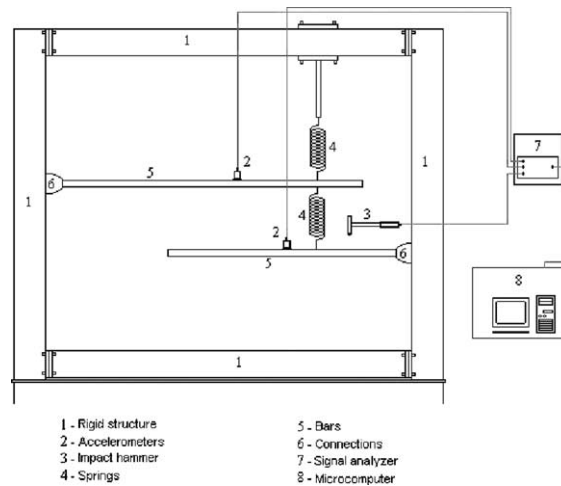 1
4
2
5
6
1
1
7
4
3
2
5
6
8
1
1 - Rigid structure
2 - Accelerometers
3 - Impact hammer
4 - Springs
5 - Bars
6 - Connections
7 - Signal analyzer
8 - Microcomputer